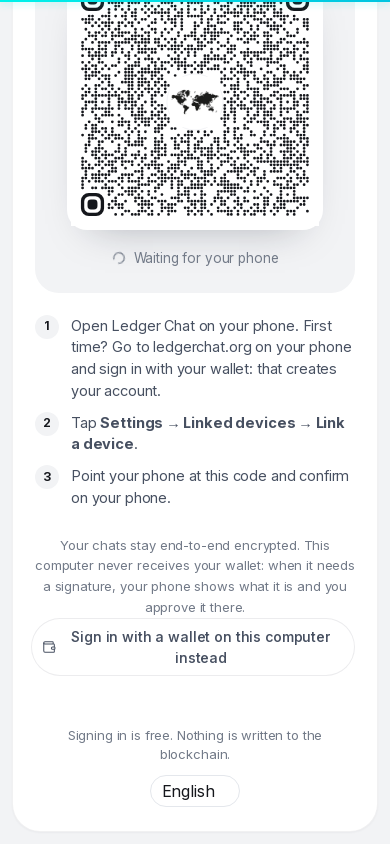 Waiting for your phone
1
Open Ledger Chat on your phone. First
time? Go to ledgerchat.org on your phone
and sign in with your wallet: that creates
your account.
2
Tap Settings → Linked devices → Link
a device.
3
Point your phone at this code and confirm
on your phone.
Your chats stay end-to-end encrypted. This
computer never receives your wallet: when it needs
a signature, your phone shows what it is and you
approve it there.
Sign in with a wallet on this computer
instead
Signing in is free. Nothing is written to the
blockchain.
English